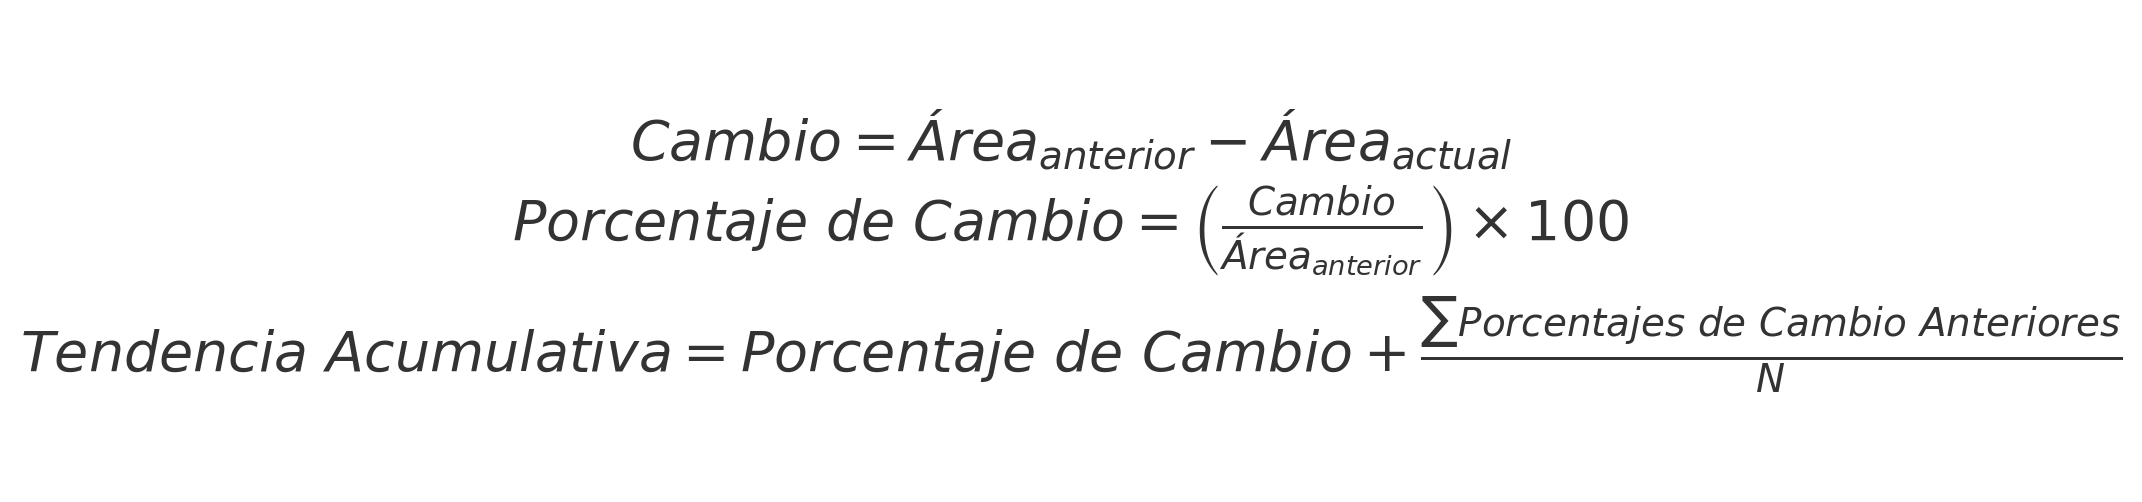 Cambio = Área_anterior − Área_actual
Porcentaje de Cambio = (Cambio / Área_anterior) × 100
Tendencia Acumulativa = Porcentaje de Cambio + ∑Porcentajes de Cambio Anteriores / N